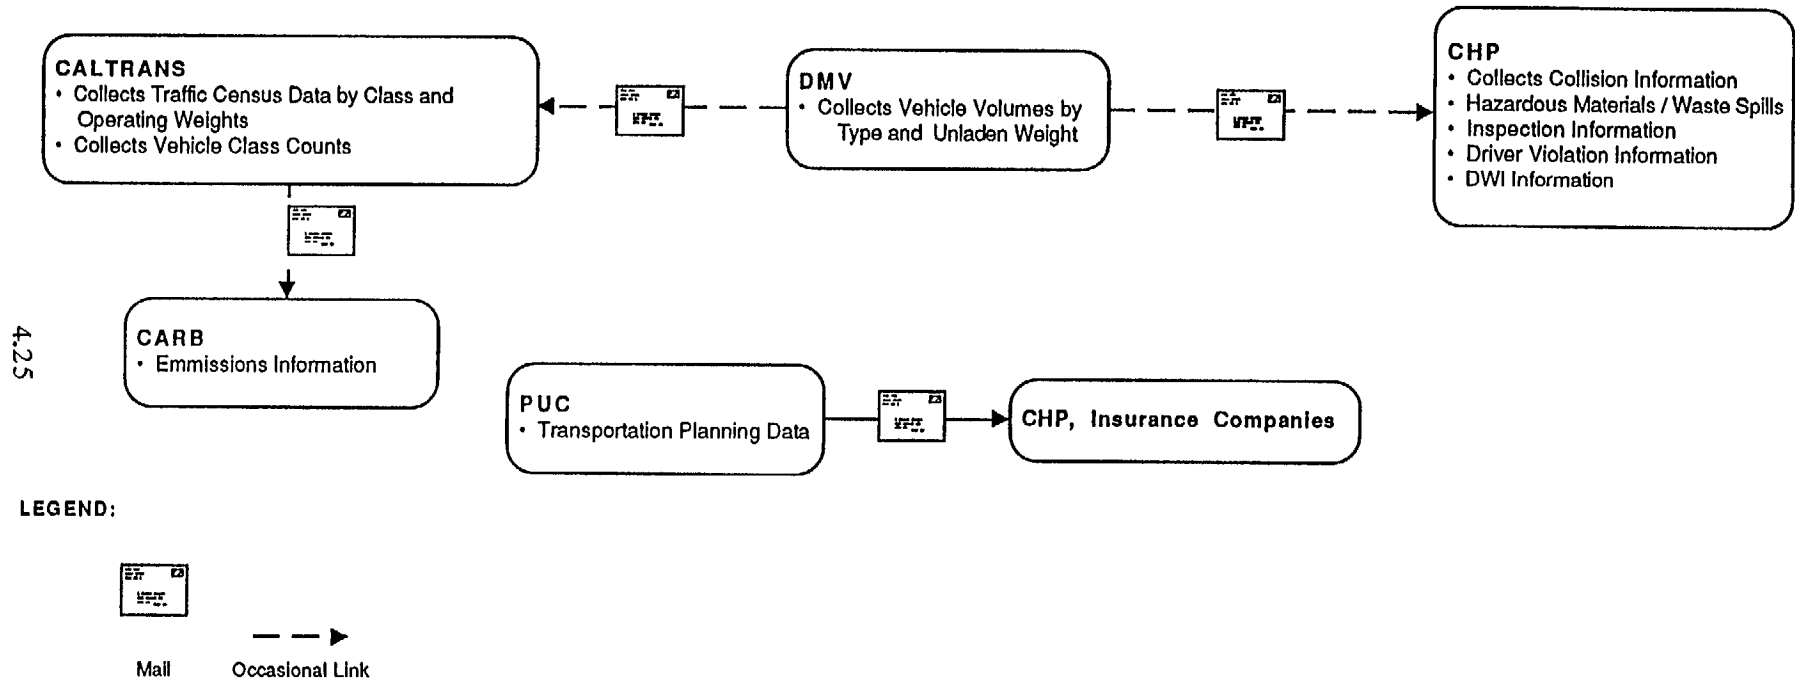 CALTRANS
• Collects Traffic Census Data by Class and
Operating Weights
• Collects Vehicle Class Counts
DMV
• Collects Vehicle Volumes by
Type and Unladen Weight
CHP
• Collects Collision Information
• Hazardous Materials / Waste Spills
• Inspection Information
• Driver Violation Information
• DWI Information
CARB
• Emmissions Information
PUC
• Transportation Planning Data
CHP, Insurance Companies
4.25
LEGEND:
Mail
Occasional Link